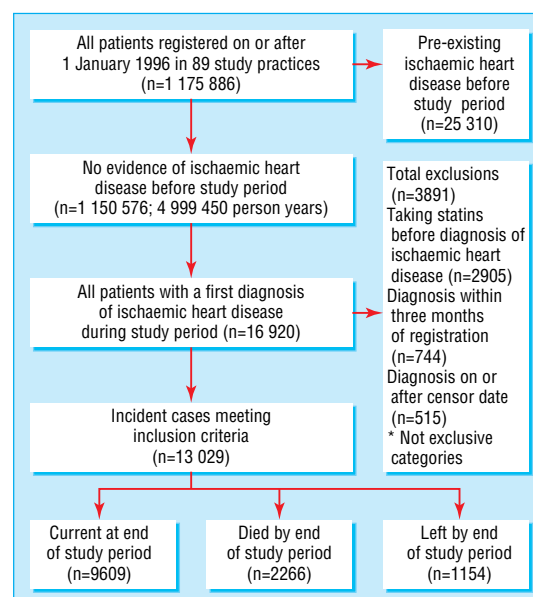 All patients registered on or after
1 January 1996 in 89 study practices
(n=1 175 886)
Pre-existing
ischaemic heart
disease before
study period
(n=25 310)
No evidence of ischaemic heart
disease before study period
(n=1 150 576; 4 999 450 person years)
Total exclusions
(n=3891)
Taking statins
before diagnosis of
ischaemic heart
disease (n=2905)
Diagnosis within
three months
of registration
(n=744)
Diagnosis on or
after censor date
(n=515)
* Not exclusive
categories
All patients with a first diagnosis
of ischaemic heart disease
during study period (n=16 920)
Incident cases meeting
inclusion criteria
(n=13 029)
Current at end
of study period
(n=9609)
Died by end
of study period
(n=2266)
Left by end
of study period
(n=1154)